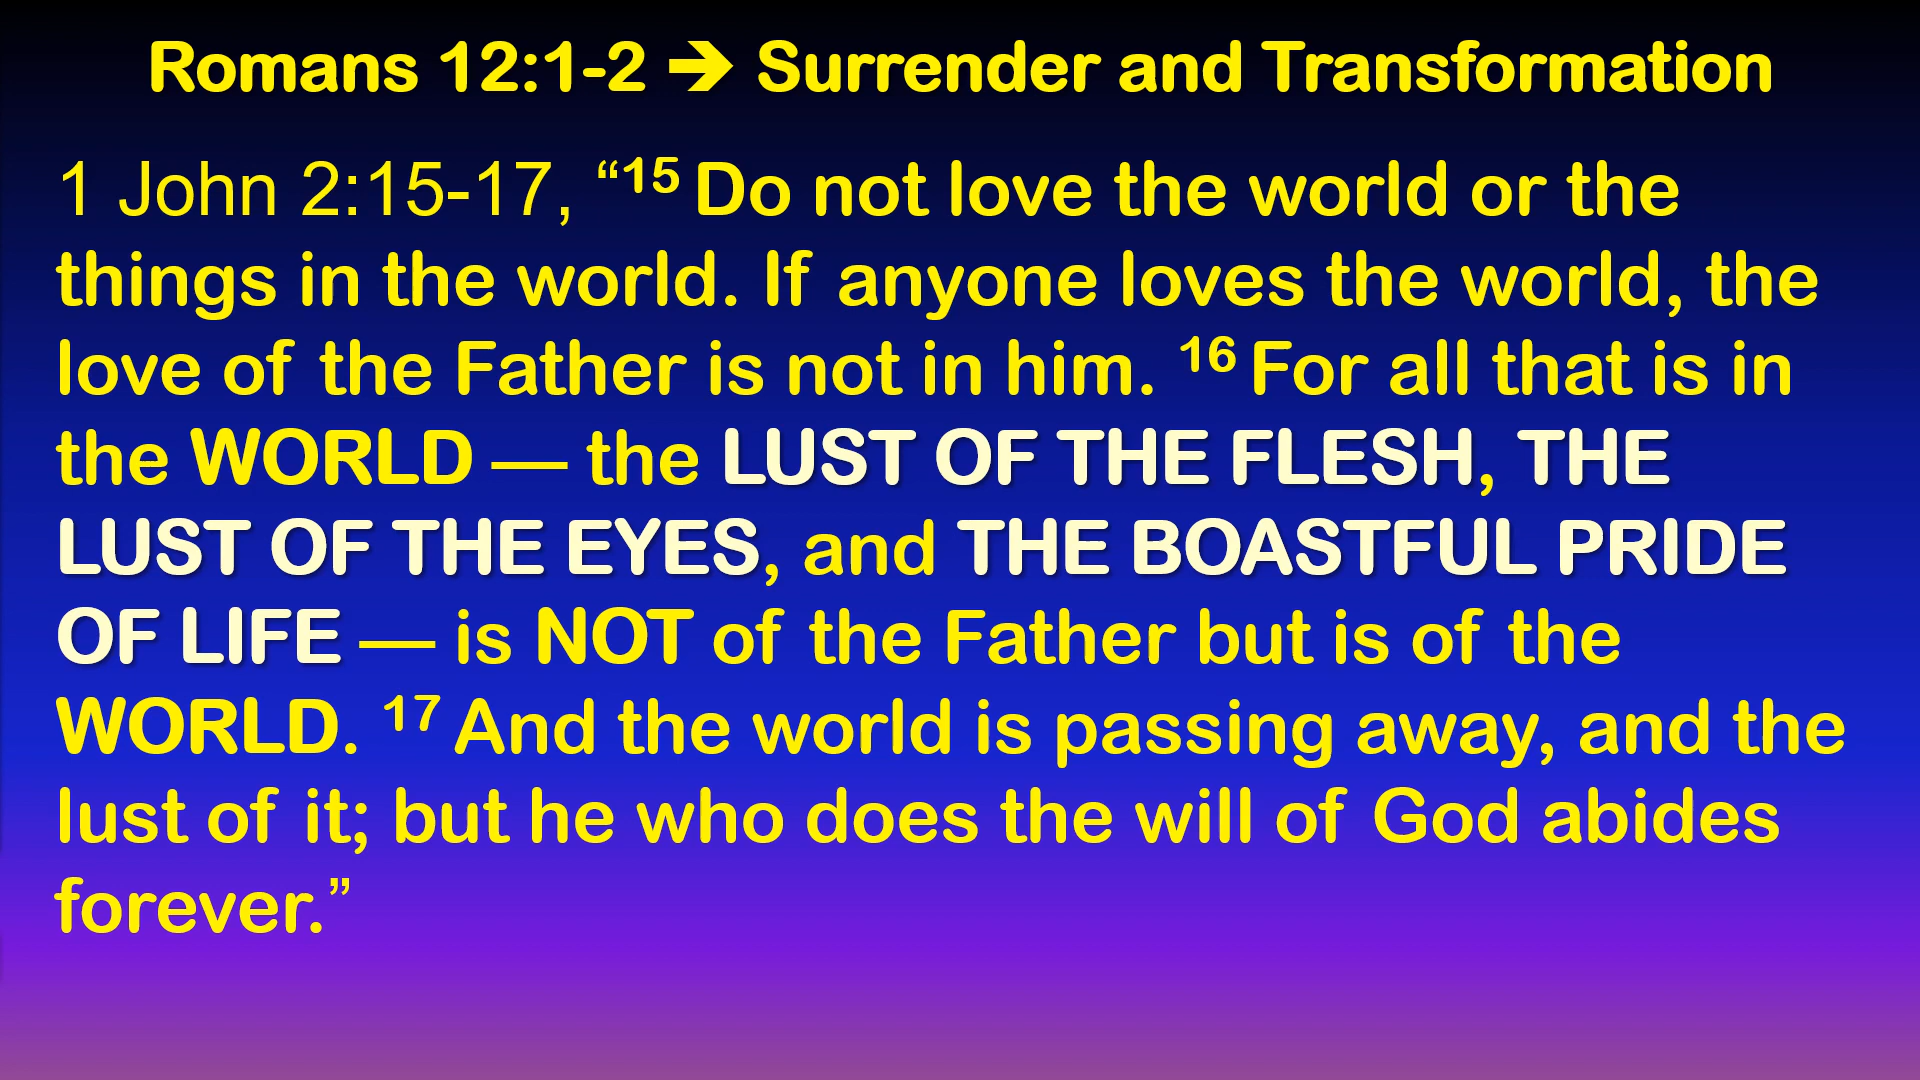 Romans 12:1-2 ➔ Surrender and Transformation
1 John 2:15-17, “15 Do not love the world or the
things in the world. If anyone loves the world, the
love of the Father is not in him. 16 For all that is in
the WORLD — the LUST OF THE FLESH, THE
LUST OF THE EYES, and THE BOASTFUL PRIDE
OF LIFE — is NOT of the Father but is of the
WORLD. 17 And the world is passing away, and the
lust of it; but he who does the will of God abides
forever.”